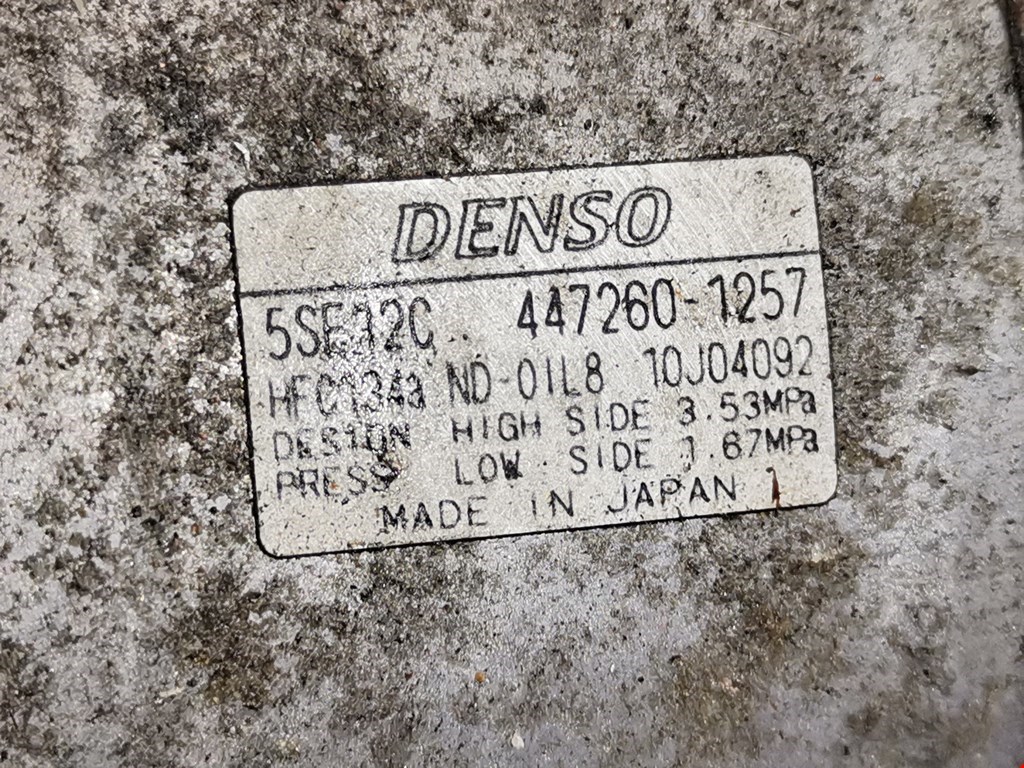 DENSO
5SE12C 447260-1257
HFC134a ND-OIL8 10J04092
DESIGN HIGH SIDE 3.53MPa
PRESS LOW SIDE 1.67MPa
MADE IN JAPAN